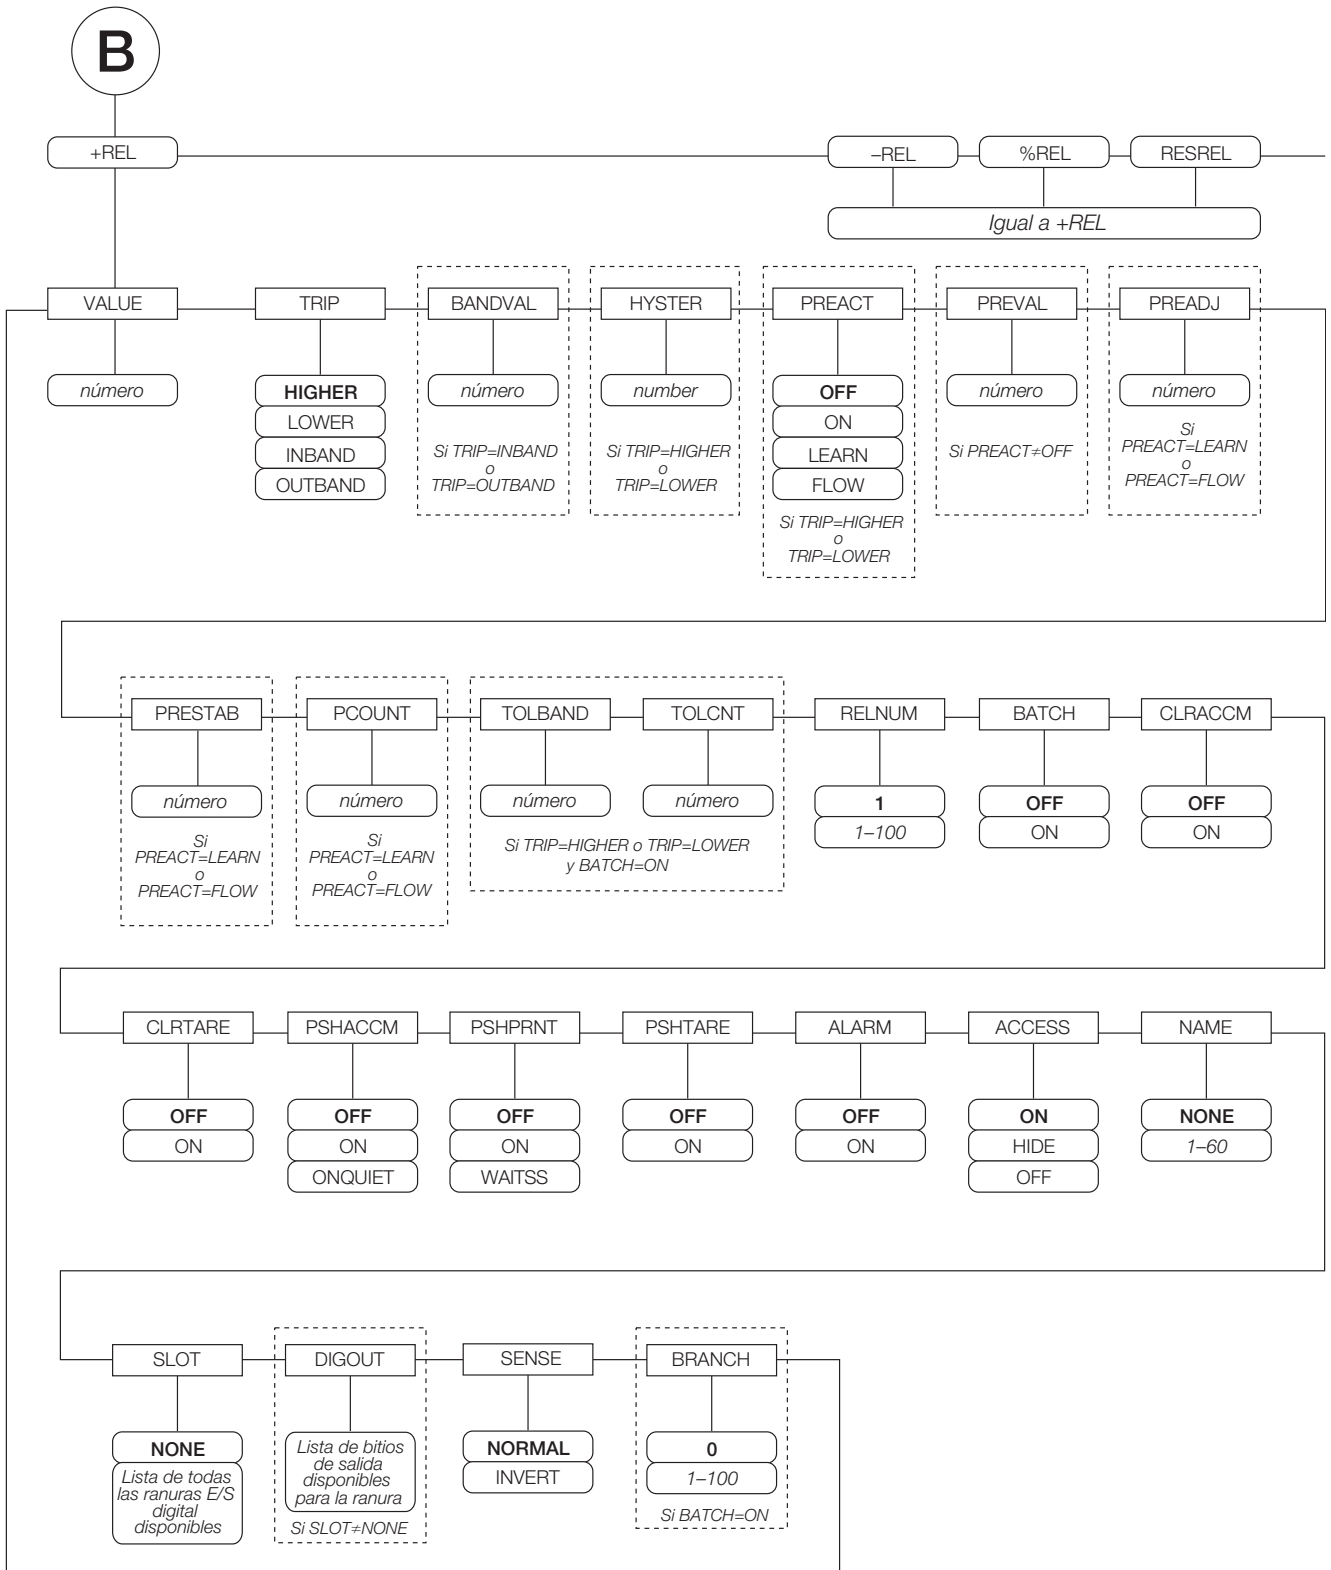 B
+REL
–REL
%REL
RESREL
Igual a +REL
VALUE
TRIP
BANDVAL
HYSTER
PREACT
PREVAL
PREADJ
número
HIGHER
LOWER
INBAND
OUTBAND
número
Si TRIP=INBAND
o
TRIP=OUTBAND
number
Si TRIP=HIGHER
o
TRIP=LOWER
OFF
ON
LEARN
FLOW
Si TRIP=HIGHER
o
TRIP=LOWER
número
Si PREACT≠OFF
número
Si
PREACT=LEARN
o
PREACT=FLOW
PRESTAB
PCOUNT
TOLBAND
TOLCNT
RELNUM
BATCH
CLRACCM
número
Si
PREACT=LEARN
o
PREACT=FLOW
número
Si
PREACT=LEARN
o
PREACT=FLOW
número
número
Si TRIP=HIGHER o TRIP=LOWER
y BATCH=ON
1
1–100
OFF
ON
OFF
ON
CLRTARE
PSHACCM
PSHPRNT
PSHTARE
ALARM
ACCESS
NAME
OFF
ON
OFF
ON
ONQUIET
OFF
ON
WAITSS
OFF
ON
OFF
ON
ON
HIDE
OFF
NONE
1–60
SLOT
DIGOUT
SENSE
BRANCH
NONE
Lista de todas
las ranuras E/S
digital
disponibles
Lista de bitios
de salida
disponibles
para la ranura
Si SLOT≠NONE
NORMAL
INVERT
0
1–100
Si BATCH=ON